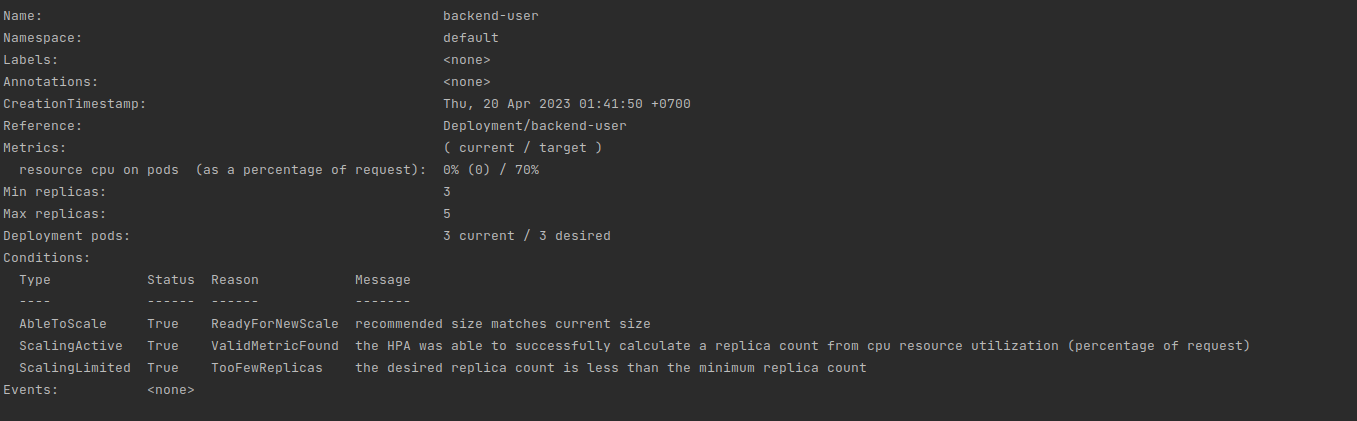 Name: backend-user
Namespace: default
Labels: <none>
Annotations: <none>
CreationTimestamp: Thu, 20 Apr 2023 01:41:50 +0700
Reference: Deployment/backend-user
Metrics: ( current / target )
resource cpu on pods (as a percentage of request): 0% (0) / 70%
Min replicas: 3
Max replicas: 5
Deployment pods: 3 current / 3 desired
Conditions:
Type Status Reason Message
---- ------ ------ -------
AbleToScale True ReadyForNewScale recommended size matches current size
ScalingActive True ValidMetricFound the HPA was able to successfully calculate a replica count from cpu resource utilization (percentage of request)
ScalingLimited True TooFewReplicas the desired replica count is less than the minimum replica count
Events: <none>